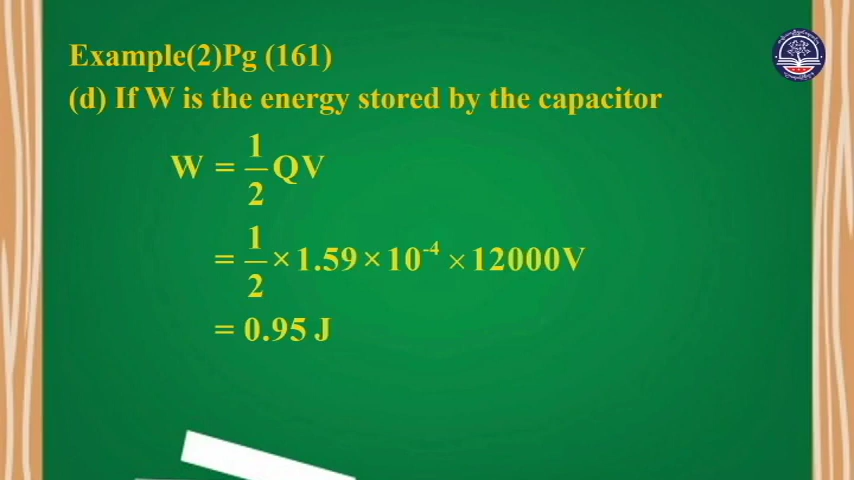 Example(2)Pg (161)
(d) If W is the energy stored by the capacitor
W = 1/2 QV
= 1/2 × 1.59 × 10⁻⁴ × 12000V
= 0.95 J